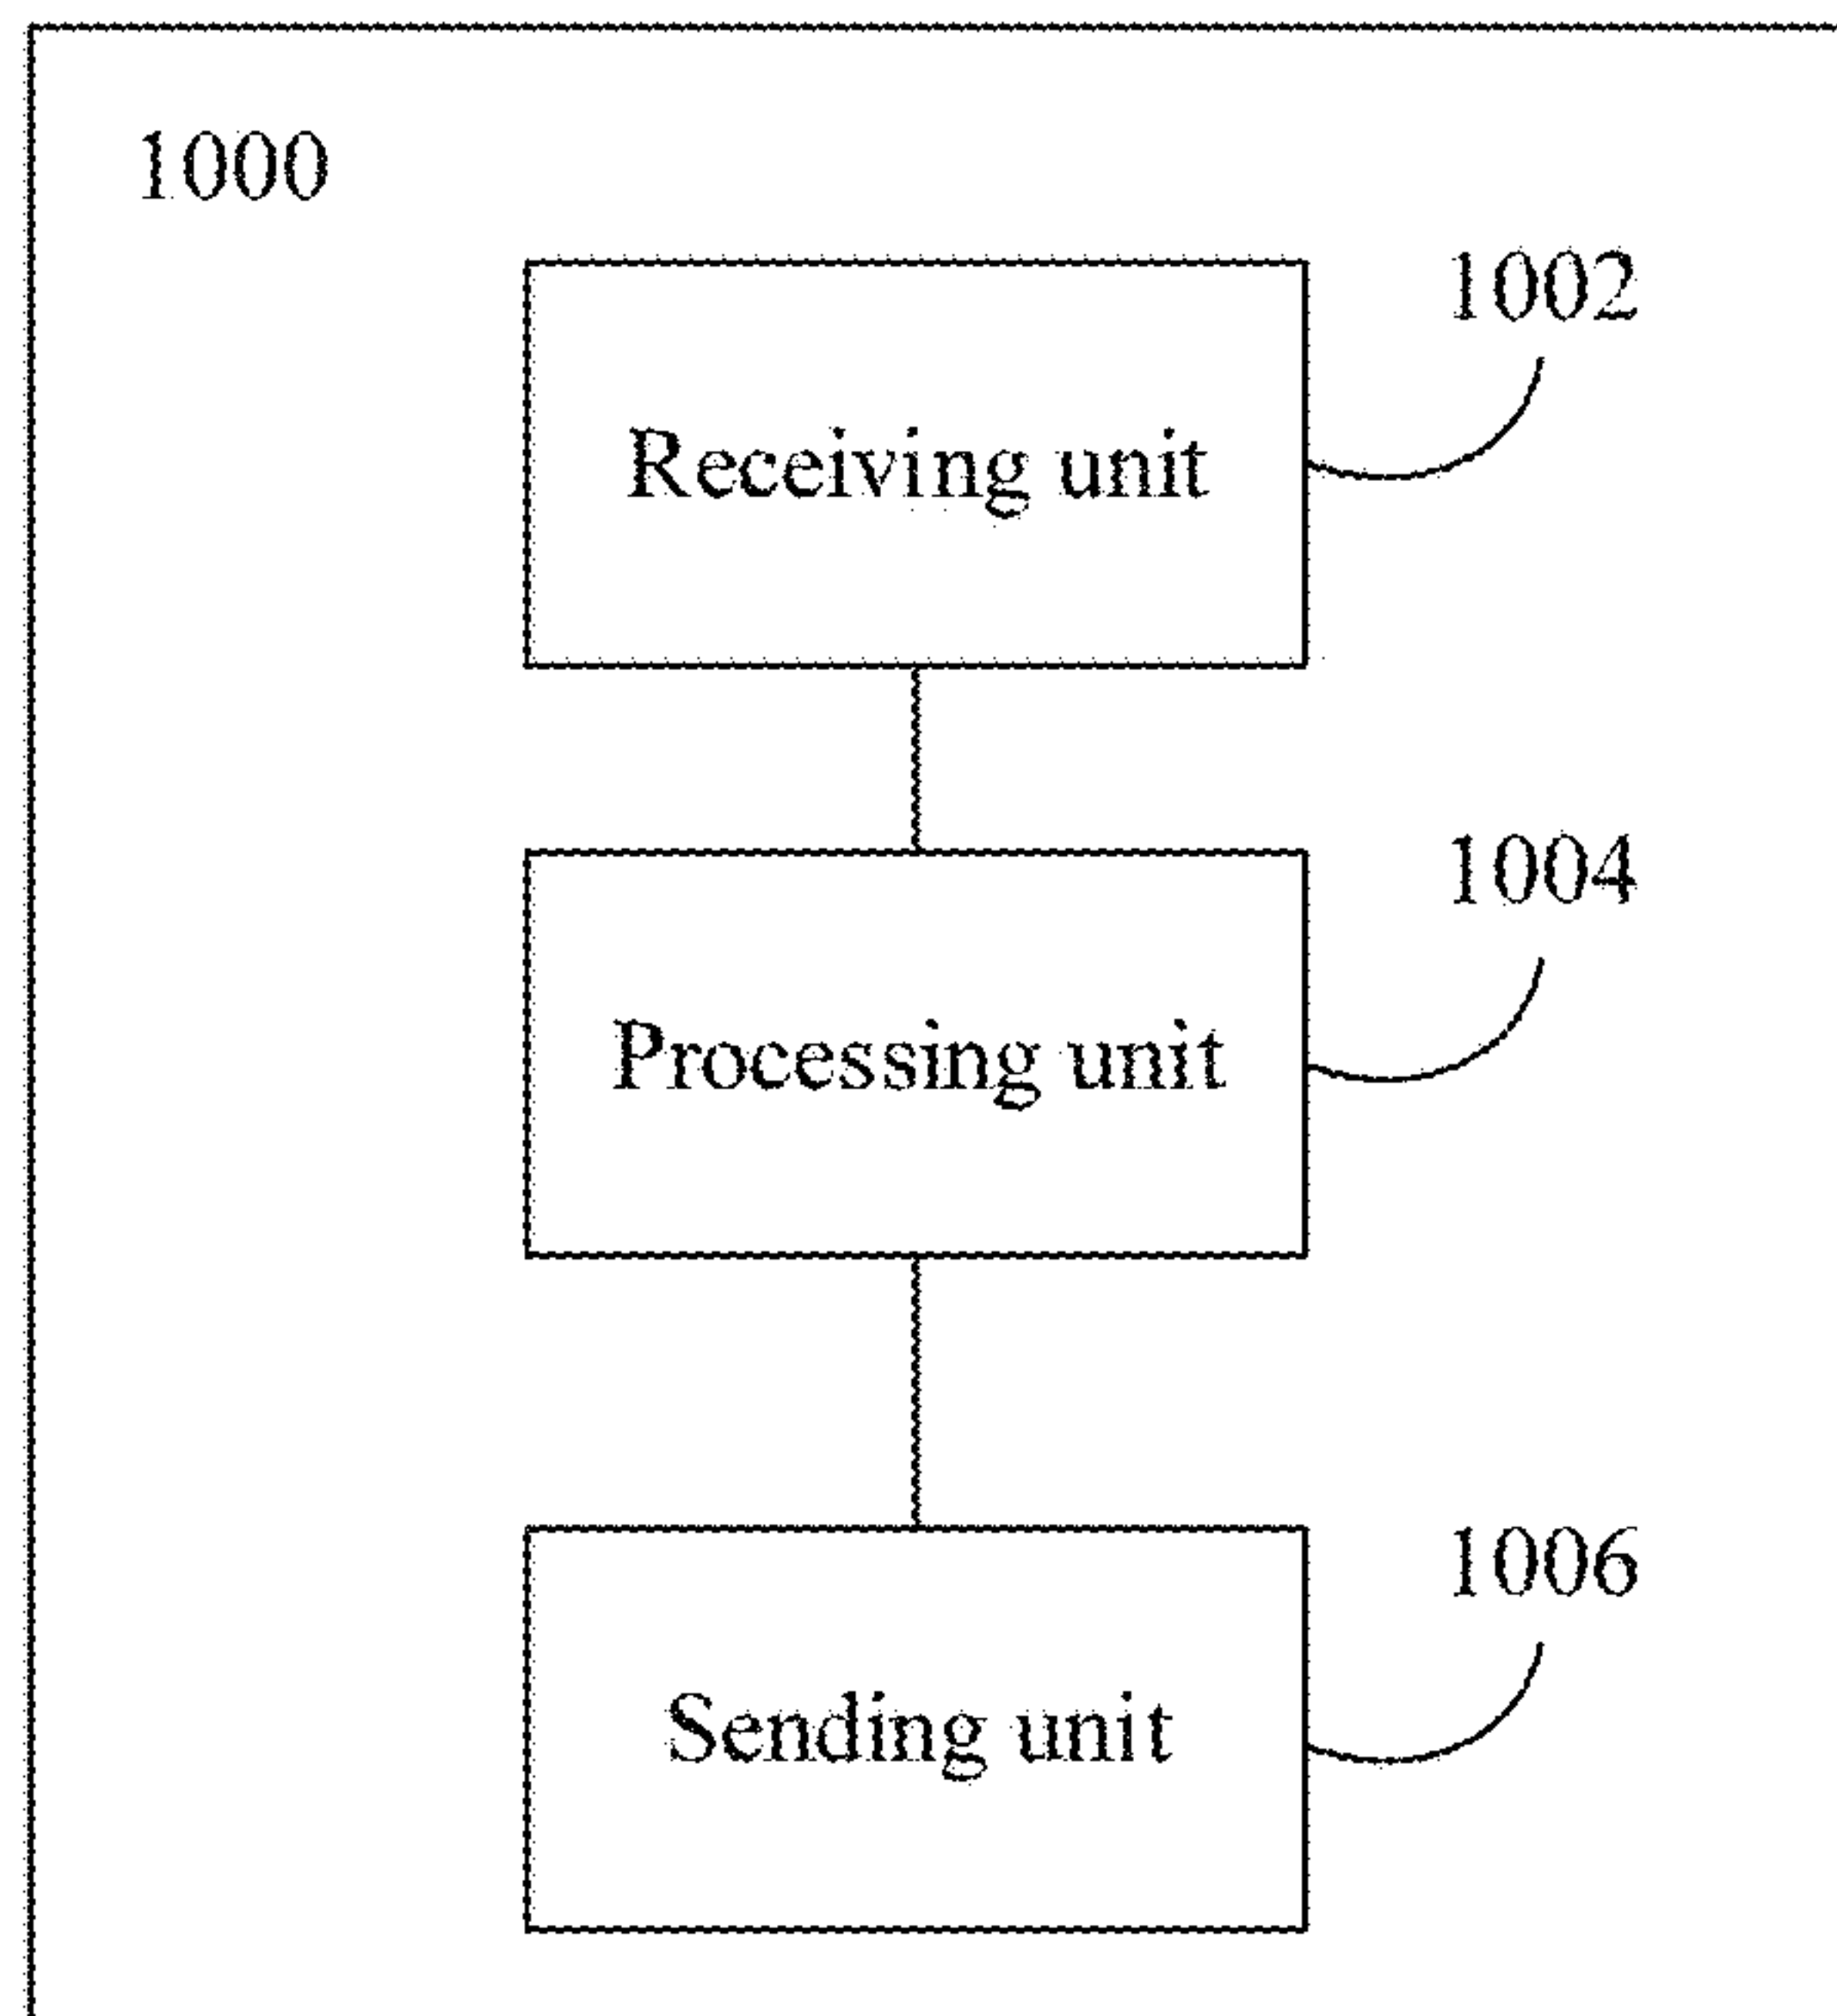 1000
1002
Receiving unit
1004
Processing unit
1006
Sending unit